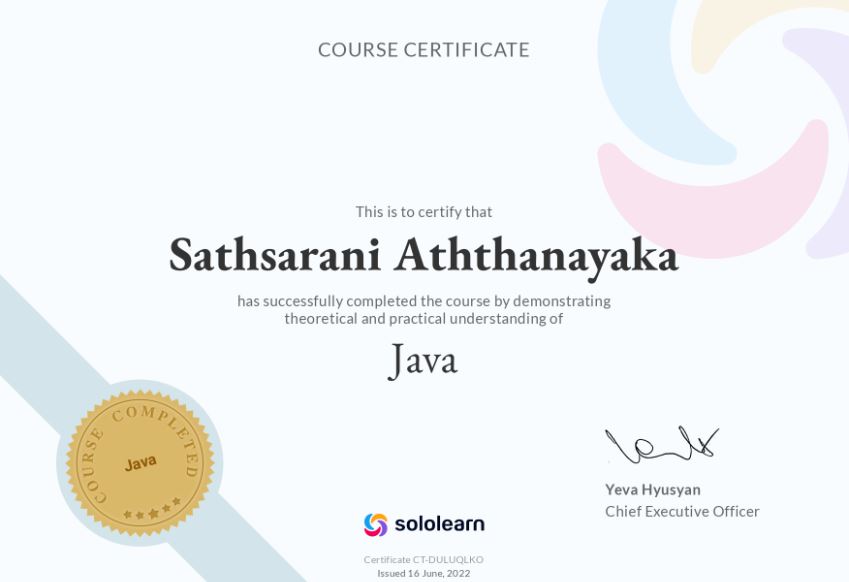 COURSE CERTIFICATE
This is to certify that
Sathsarani Aththanayaka
has successfully completed the course by demonstrating
theoretical and practical understanding of
Java
COURSE COMPLETED
Java
Yeva Hyusyan
Chief Executive Officer
sololearn
Certificate CT-DULUQLKO
Issued 16 June, 2022